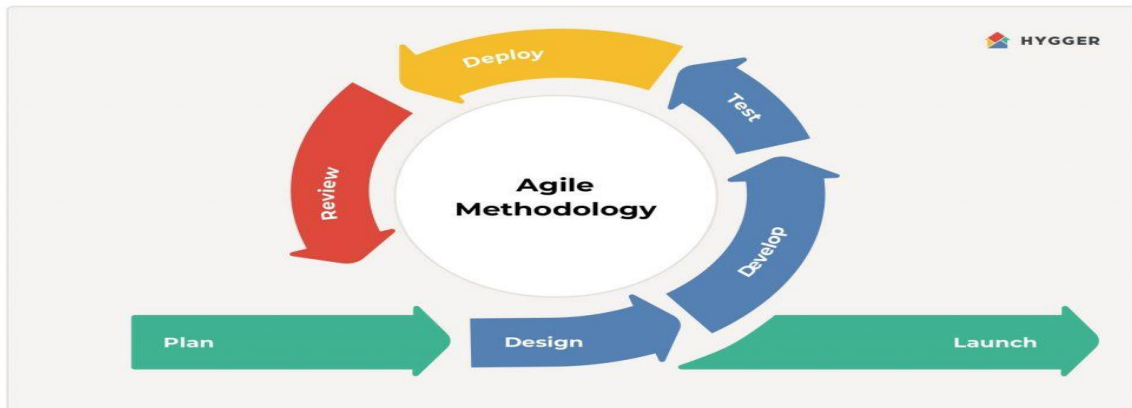 HYGGER
Deploy
Test
Review
Agile
Methodology
Develop
Plan
Design
Launch